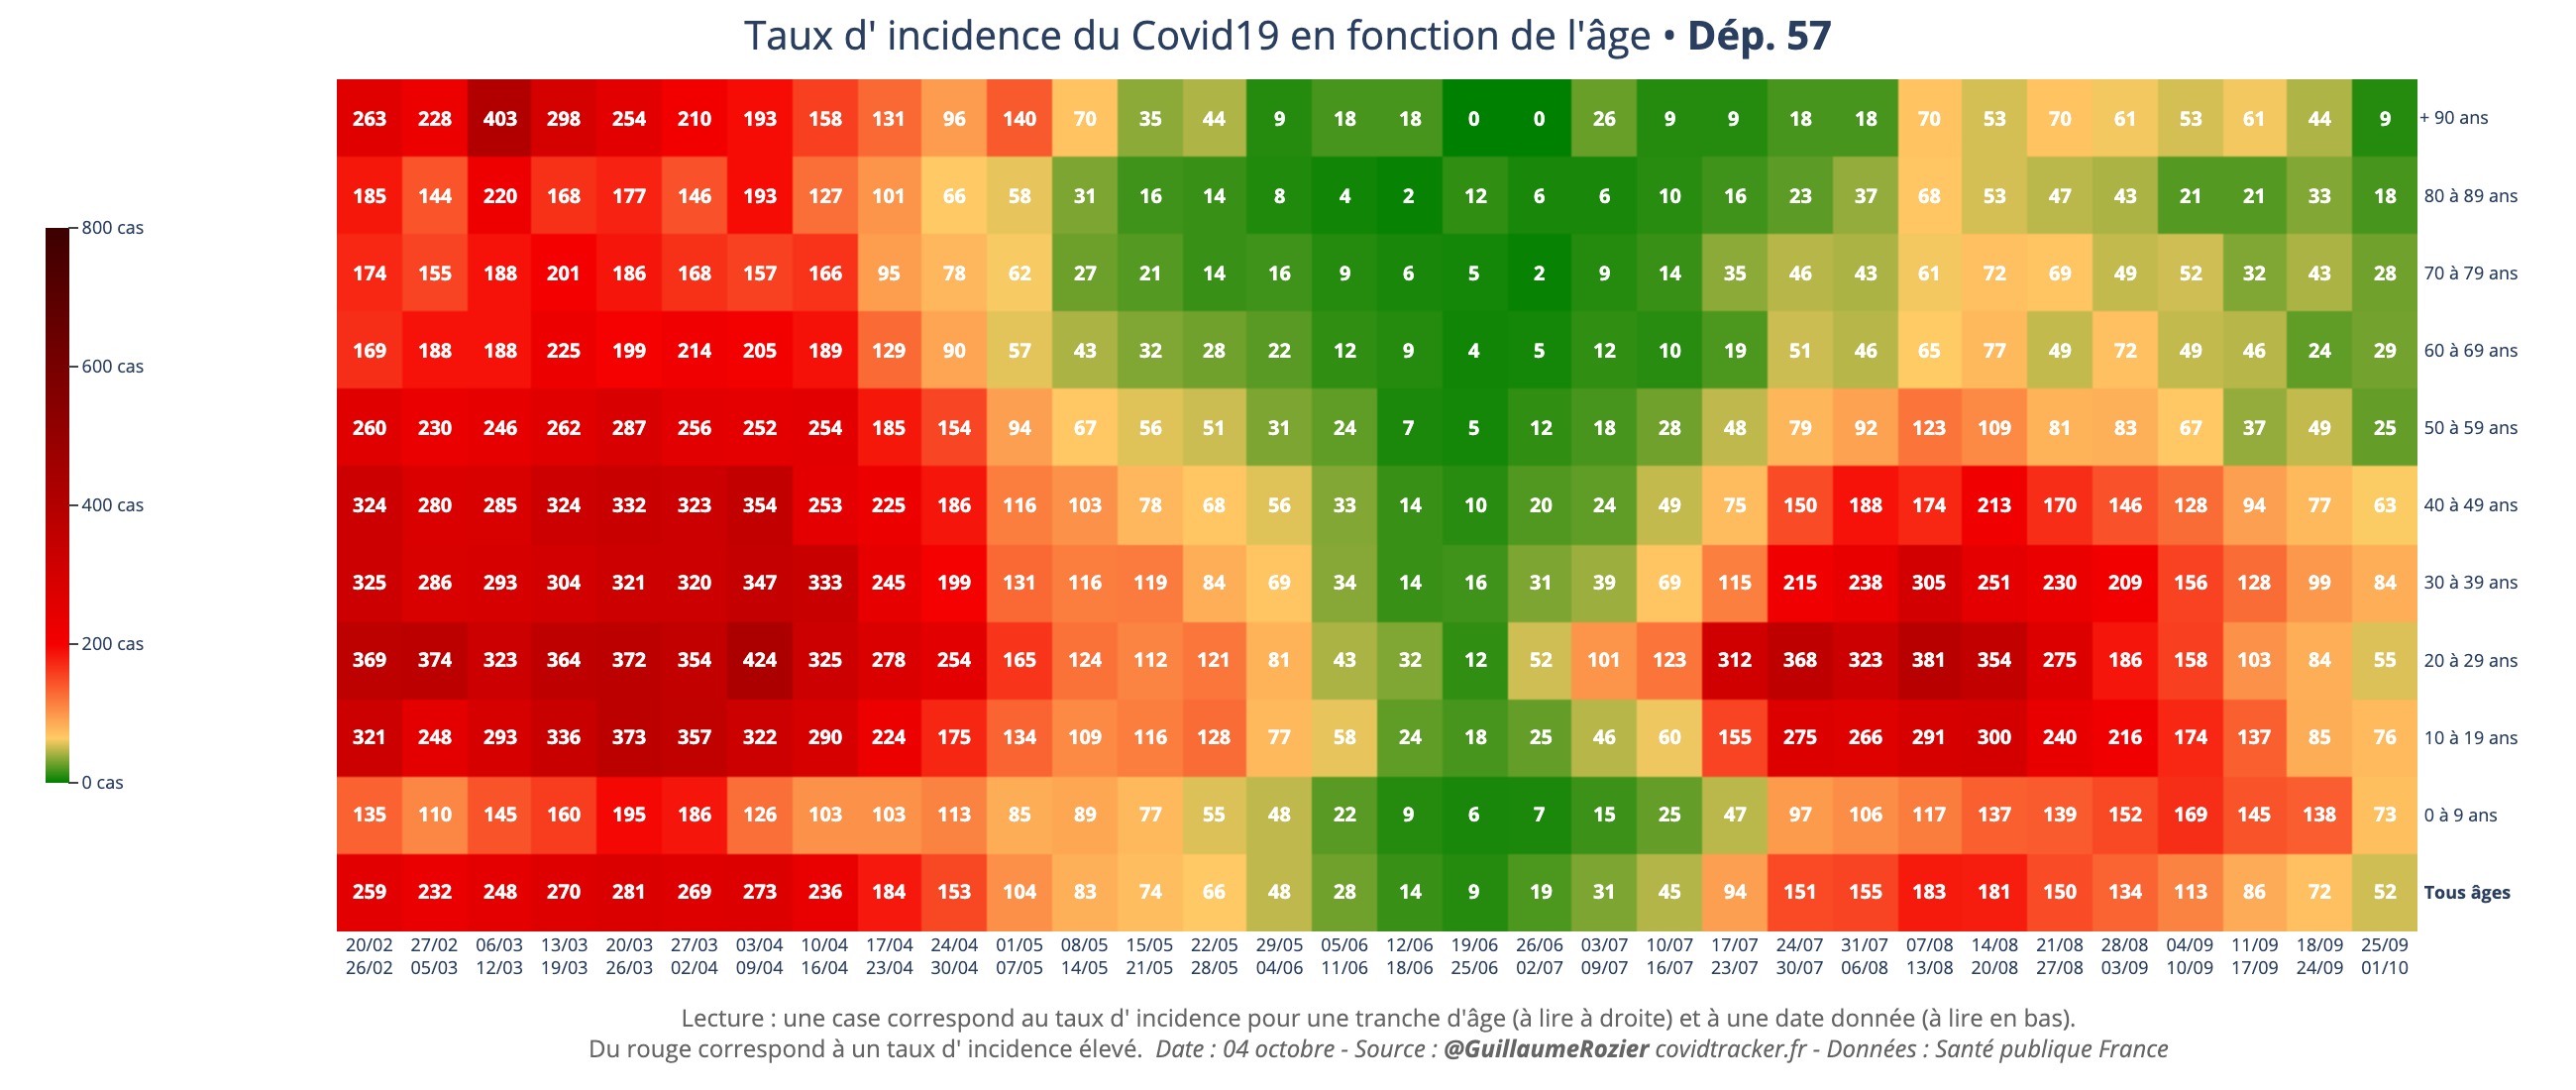 Taux d' incidence du Covid19 en fonction de l'âge • Dép. 57
263 228 403 298 254 210 193 158 131 96 140 70 35 44 9 18 18 0 0 26 9 9 18 18 70 53 70 61 53 61 44 9 + 90 ans
185 144 220 168 177 146 193 127 101 66 58 31 16 14 8 4 2 12 6 6 10 16 23 37 68 53 47 43 21 21 33 18 80 à 89 ans
800 cas
174 155 188 201 186 168 157 166 95 78 62 27 21 14 16 9 6 5 2 9 14 35 46 43 61 72 69 49 52 32 43 28 70 à 79 ans
169 188 188 225 199 214 205 189 129 90 57 43 32 28 22 12 9 4 5 12 10 19 51 46 65 77 49 72 49 46 24 29 60 à 69 ans
600 cas
260 230 246 262 287 256 252 254 185 154 94 67 56 51 31 24 7 5 12 18 28 48 79 92 123 109 81 83 67 37 49 25 50 à 59 ans
400 cas
324 280 285 324 332 323 354 253 225 186 116 103 78 68 56 33 14 10 20 24 49 75 150 188 174 213 170 146 128 94 77 63 40 à 49 ans
325 286 293 304 321 320 347 333 245 199 131 116 119 84 69 34 14 16 31 39 69 115 215 238 305 251 230 209 156 128 99 84 30 à 39 ans
200 cas
369 374 323 364 372 354 424 325 278 254 165 124 112 121 81 43 32 12 52 101 123 312 368 323 381 354 275 186 158 103 84 55 20 à 29 ans
321 248 293 336 373 357 322 290 224 175 134 109 116 128 77 58 24 18 25 46 60 155 275 266 291 300 240 216 174 137 85 76 10 à 19 ans
0 cas
135 110 145 160 195 186 126 103 103 113 85 89 77 55 48 22 9 6 7 15 25 47 97 106 117 137 139 152 169 145 138 73 0 à 9 ans
259 232 248 270 281 269 273 236 184 153 104 83 74 66 48 28 14 9 19 31 45 94 151 155 183 181 150 134 113 86 72 52 Tous âges
20/02 27/02 06/03 13/03 20/03 27/03 03/04 10/04 17/04 24/04 01/05 08/05 15/05 22/05 29/05 05/06 12/06 19/06 26/06 03/07 10/07 17/07 24/07 31/07 07/08 14/08 21/08 28/08 04/09 11/09 18/09 25/09
26/02 05/03 12/03 19/03 26/03 02/04 09/04 16/04 23/04 30/04 07/05 14/05 21/05 28/05 04/06 11/06 18/06 25/06 02/07 09/07 16/07 23/07 30/07 06/08 13/08 20/08 27/08 03/09 10/09 17/09 24/09 01/10
Lecture : une case correspond au taux d' incidence pour une tranche d'âge (à lire à droite) et à une date donnée (à lire en bas).
Du rouge correspond à un taux d' incidence élevé. Date : 04 octobre - Source : @GuillaumeRozier covidtracker.fr - Données : Santé publique France